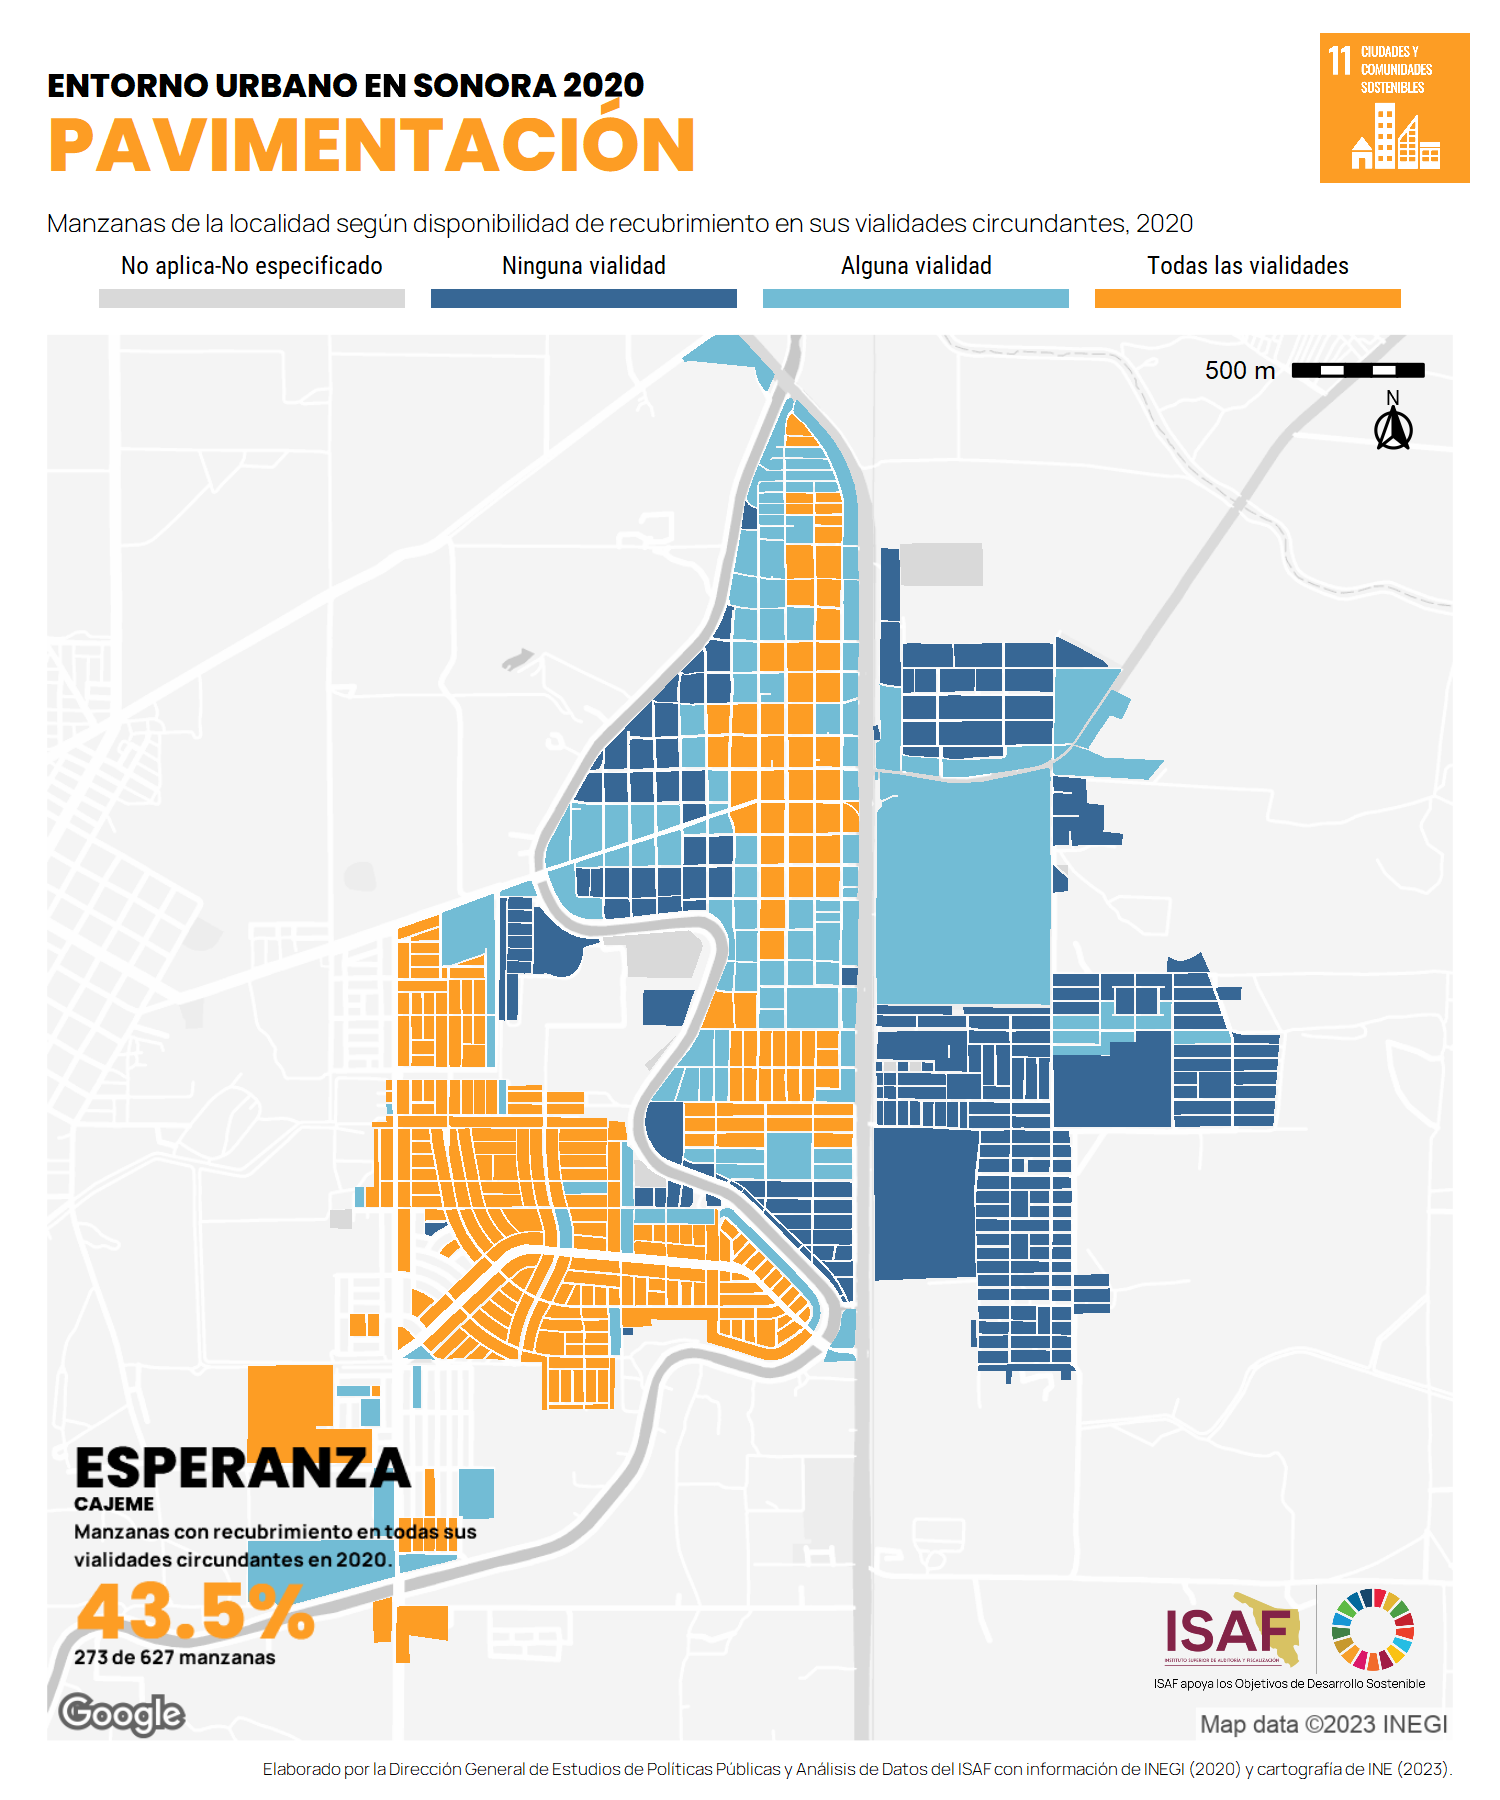 ENTORNO URBANO EN SONORA 2020
PAVIMENTACIÓN
11 CIUDADES Y
COMUNIDADES
SOSTENIBLES
Manzanas de la localidad según disponibilidad de recubrimiento en sus vialidades circundantes, 2020
No aplica-No especificado
Ninguna vialidad
Alguna vialidad
Todas las vialidades
500 m
N
ESPERANZA
CAJEME
Manzanas con recubrimiento en todas sus
vialidades circundantes en 2020.
43.5%
273 de 627 manzanas
Google
ISAF
INSTITUTO SUPERIOR DE AUDITORÍA Y FISCALIZACIÓN
ISAF apoya los Objetivos de Desarrollo Sostenible
Map data ©2023 INEGI
Elaborado por la Dirección General de Estudios de Políticas Públicas y Análisis de Datos del ISAF con información de INEGI (2020) y cartografía de INE (2023).